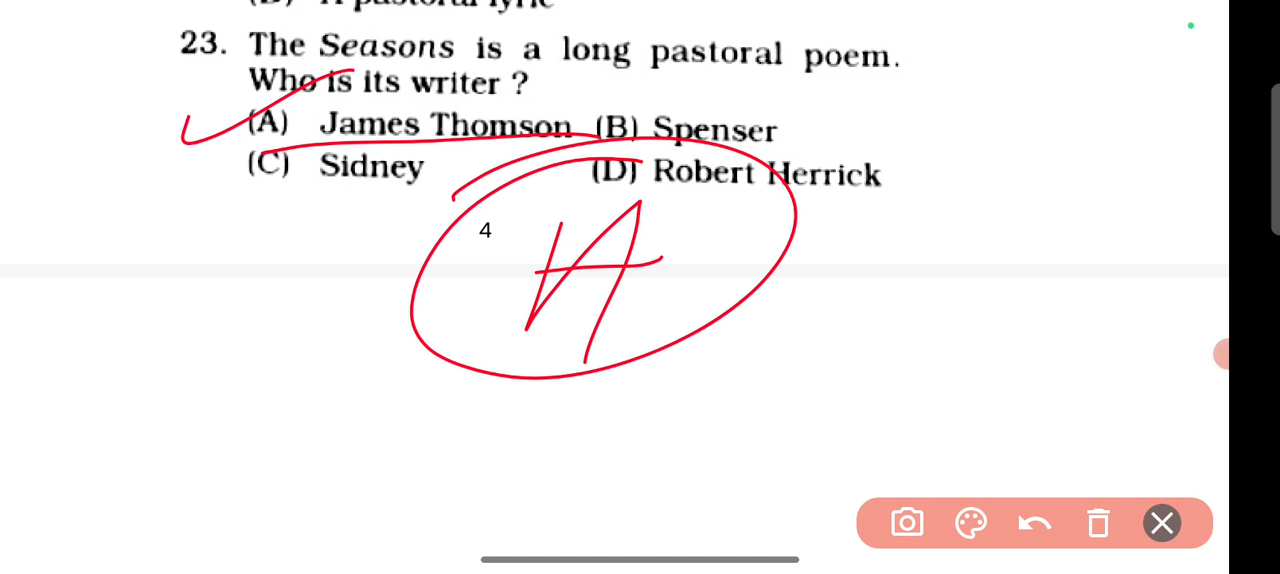 23. The Seasons is a long pastoral poem.
Who is its writer ?
(A) James Thomson (B) Spenser
(C) Sidney (D) Robert Herrick
4
A